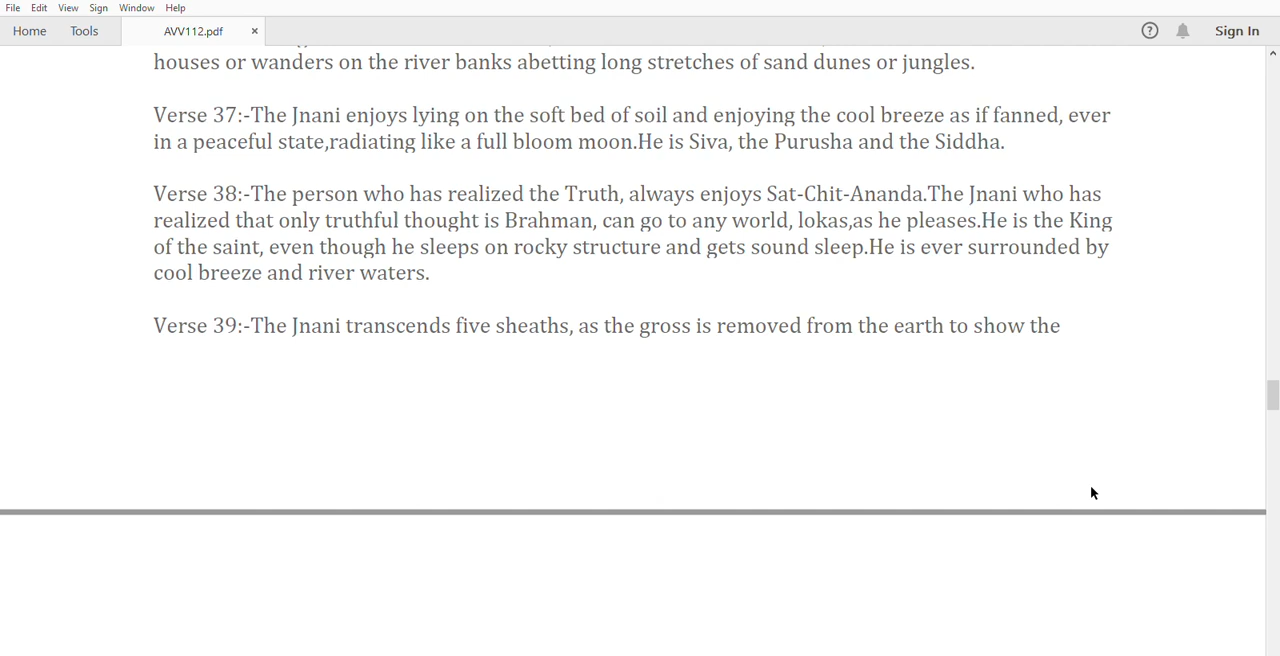 File Edit View Sign Window Help
Home Tools AVV112.pdf × ? Sign In
houses or wanders on the river banks abetting long stretches of sand dunes or jungles.
Verse 37:-The Jnani enjoys lying on the soft bed of soil and enjoying the cool breeze as if fanned, ever
in a peaceful state,radiating like a full bloom moon.He is Siva, the Purusha and the Siddha.
Verse 38:-The person who has realized the Truth, always enjoys Sat-Chit-Ananda.The Jnani who has
realized that only truthful thought is Brahman, can go to any world, lokas,as he pleases.He is the King
of the saint, even though he sleeps on rocky structure and gets sound sleep.He is ever surrounded by
cool breeze and river waters.
Verse 39:-The Jnani transcends five sheaths, as the gross is removed from the earth to show the